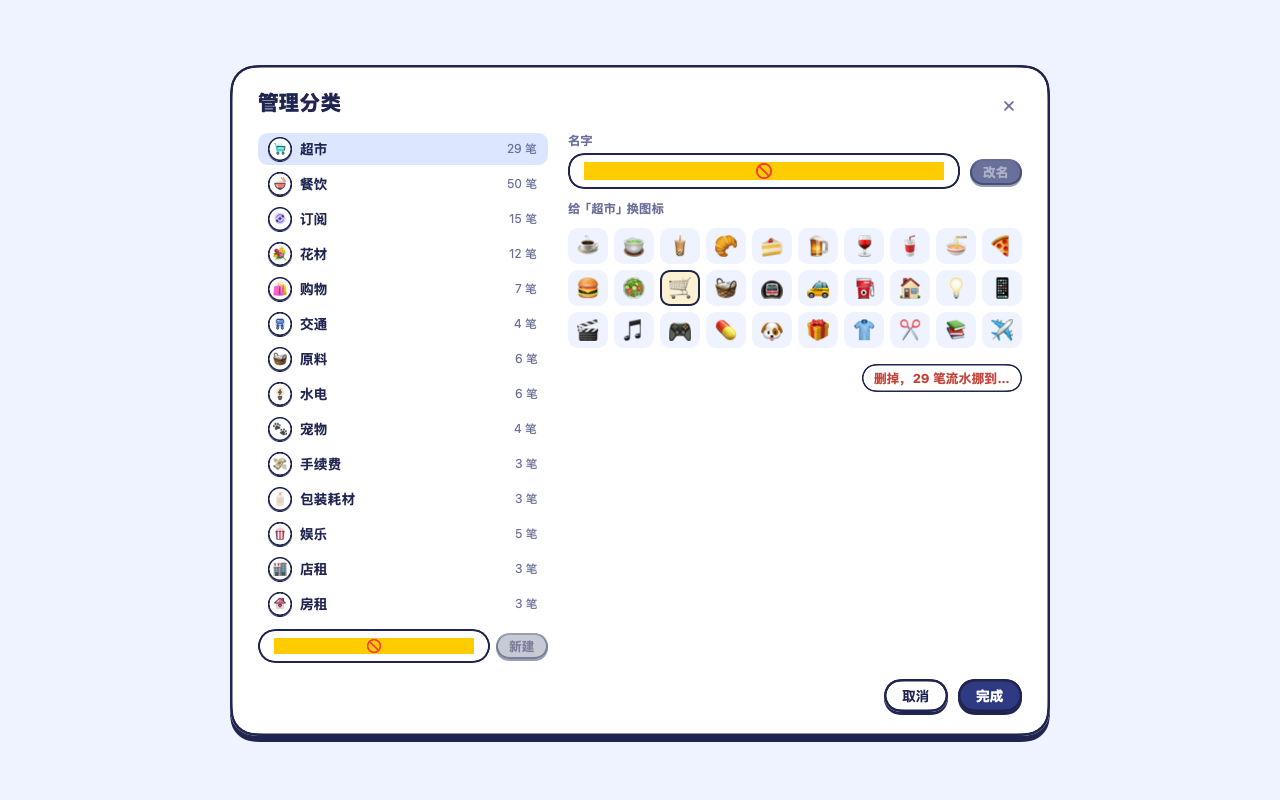 管理分类
×
超市 29 笔
餐饮 50 笔
订阅 15 笔
花材 12 笔
购物 7 笔
交通 4 笔
原料 6 笔
水电 6 笔
宠物 4 笔
手续费 3 笔
包装耗材 3 笔
娱乐 5 笔
店租 3 笔
房租 3 笔
新建
名字
改名
给「超市」换图标
删掉，29 笔流水挪到…
取消 完成